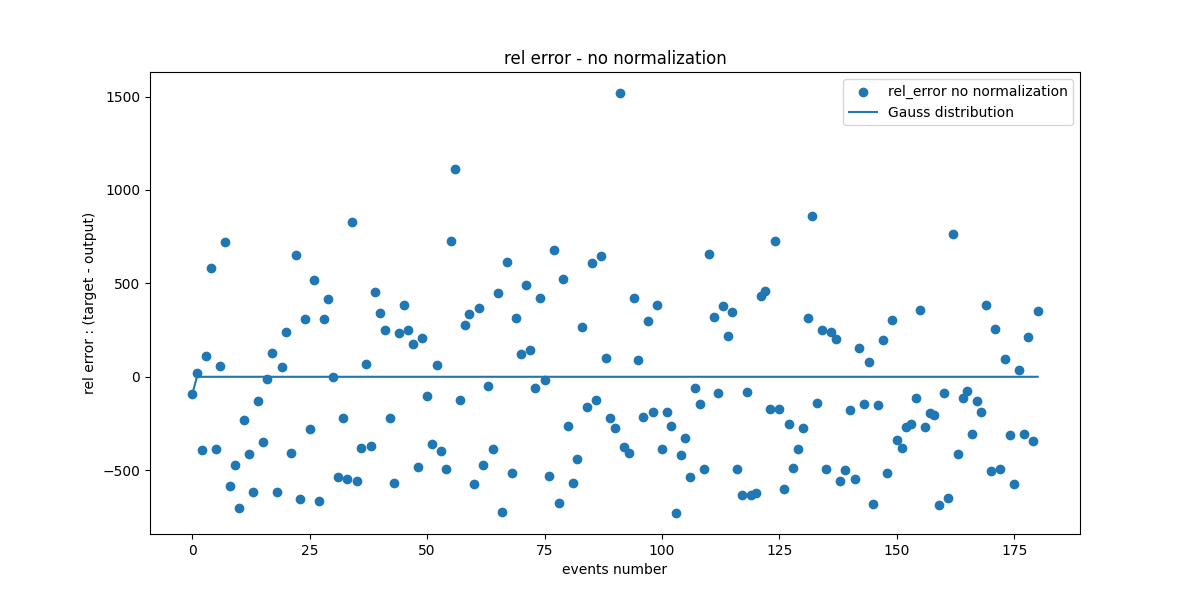 rel error - no normalization
rel_error no normalization
Gauss distribution
1500
1000
500
0
−500
rel error : (target - output)
0 25 50 75 100 125 150 175
events number